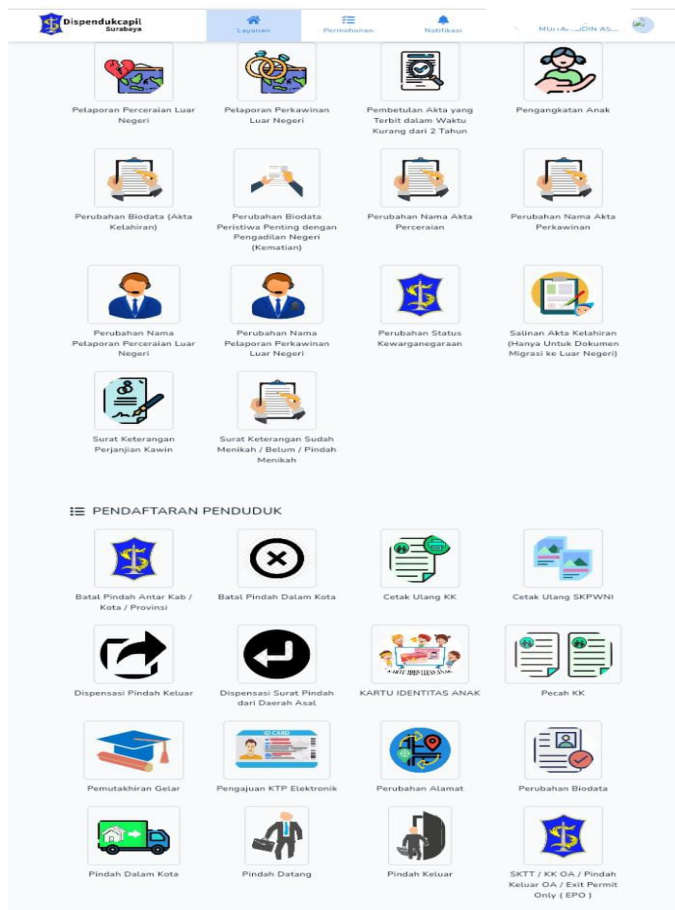 Dispendukcapil
Surabaya
Layanan
Permohonan
Notifikasi
Pelaporan Perceraian Luar
Negeri
Pelaporan Perkawinan
Luar Negeri
Pembetulan Akta yang
Terbit dalam Waktu
Kurang dari 2 Tahun
Pengangkatan Anak
Perubahan Biodata (Akta
Kelahiran)
Perubahan Biodata
Peristiwa Penting dengan
Pengadilan Negeri
(Kematian)
Perubahan Nama Akta
Perceraian
Perubahan Nama Akta
Perkawinan
Perubahan Nama
Pelaporan Perceraian Luar
Negeri
Perubahan Nama
Pelaporan Perkawinan
Luar Negeri
Perubahan Status
Kewarganegaraan
Salinan Akta Kelahiran
(Hanya Untuk Dokumen
Migrasi ke Luar Negeri)
Surat Keterangan
Perjanjian Kawin
Surat Keterangan Sudah
Menikah / Belum / Pindah
Menikah
PENDAFTARAN PENDUDUK
Batal Pindah Antar Kab /
Kota / Provinsi
Batal Pindah Dalam Kota
Cetak Ulang KK
Cetak Ulang SKPWNI
Dispensasi Pindah Keluar
Dispensasi Surat Pindah
dari Daerah Asal
KARTU IDENTITAS ANAK
KARTU IDENTITAS ANAK
Pecah KK
Pemutakhiran Gelar
ID CARD
Pengajuan KTP Elektronik
Perubahan Alamat
Perubahan Biodata
Pindah Dalam Kota
Pindah Datang
Pindah Keluar
SKTT / KK OA / Pindah
Keluar OA / Exit Permit
Only ( EPO )